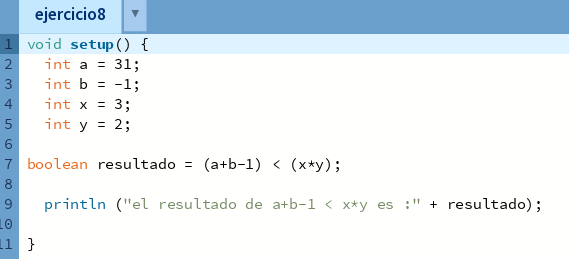 ejercicio8 ▼
1 void setup() {
2 int a = 31;
3 int b = -1;
4 int x = 3;
5 int y = 2;
6
7 boolean resultado = (a+b-1) < (x*y);
8
9 println ("el resultado de a+b-1 < x*y es :" + resultado);
10
11 }